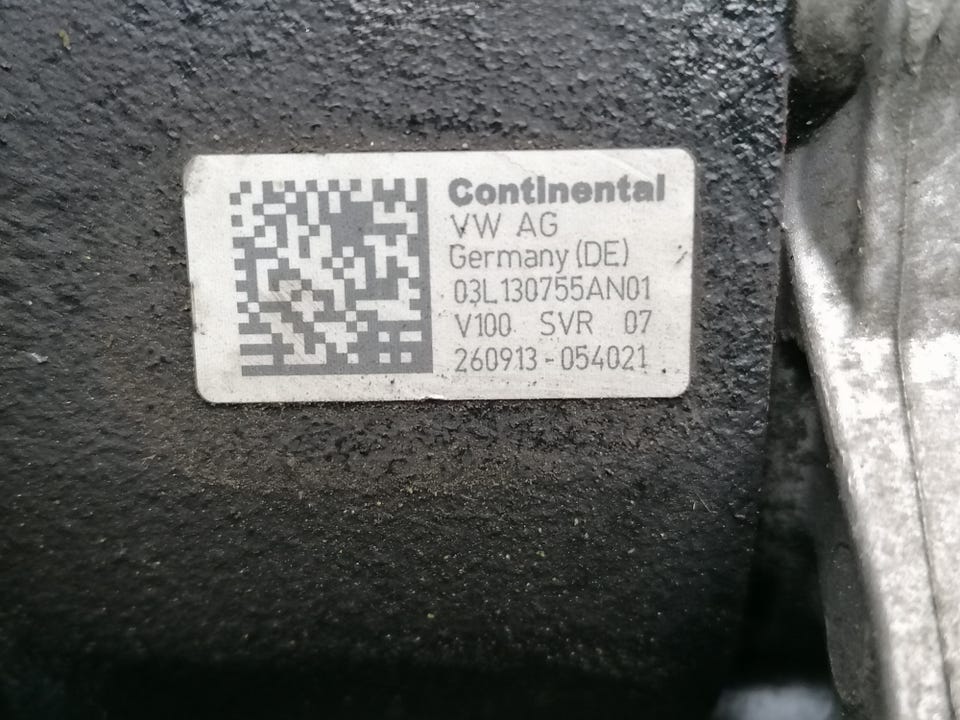 Continental
VW AG
Germany (DE)
03L130755AN01
V100 SVR 07
260913-054021